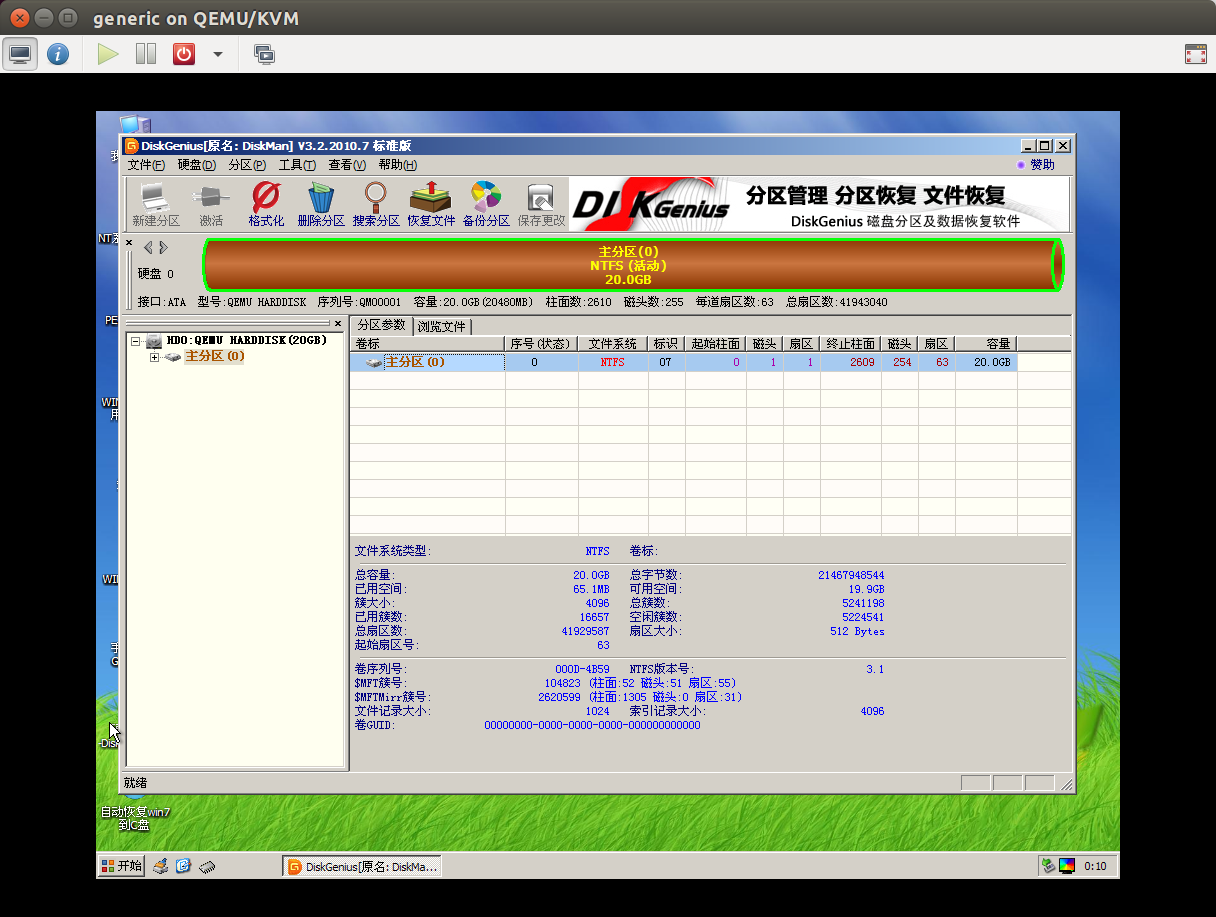 generic on QEMU/KVM
DiskGenius[原名: DiskMan] V3.2.2010.7 标准版
文件(F) 硬盘(D) 分区(P) 工具(T) 查看(V) 帮助(H) 赞助
新建分区 激活 格式化 删除分区 搜索分区 恢复文件 备份分区 保存更改
DISKGENIUS
分区管理 分区恢复 文件恢复
DiskGenius 磁盘分区及数据恢复软件
硬盘 0
主分区(0)
NTFS (活动)
20.0GB
接口:ATA 型号:QEMU HARDDISK 序列号:QM00001 容量:20.0GB(20480MB) 柱面数:2610 磁头数:255 每道扇区数:63 总扇区数:41943040
HD0:QEMU HARDDISK(20GB)
主分区(0)
分区参数 浏览文件
卷标 序号(状态) 文件系统 标识 起始柱面 磁头 扇区 终止柱面 磁头 扇区 容量
主分区(0) 0 NTFS 07 0 1 1 2609 254 63 20.0GB
文件系统类型: NTFS 卷标:
总容量: 20.0GB 总字节数: 21467948544
已用空间: 65.1MB 可用空间: 19.9GB
簇大小: 4096 总簇数: 5241198
已用簇数: 16657 空闲簇数: 5224541
总扇区数: 41929587 扇区大小: 512 Bytes
起始扇区号: 63
卷序列号: 000D-4B59 NTFS版本号: 3.1
$MFT簇号: 104823 (柱面:52 磁头:51 扇区:55)
$MFTMirr簇号: 2620599 (柱面:1305 磁头:0 扇区:31)
文件记录大小: 1024 索引记录大小: 4096
卷GUID: 00000000-0000-0000-0000-000000000000
就绪
NT系
PE
WIN
用
WIN
手
G
Disk
自动恢复win7
到C盘
开始 DiskGenius[原名: DiskMa... 0:10